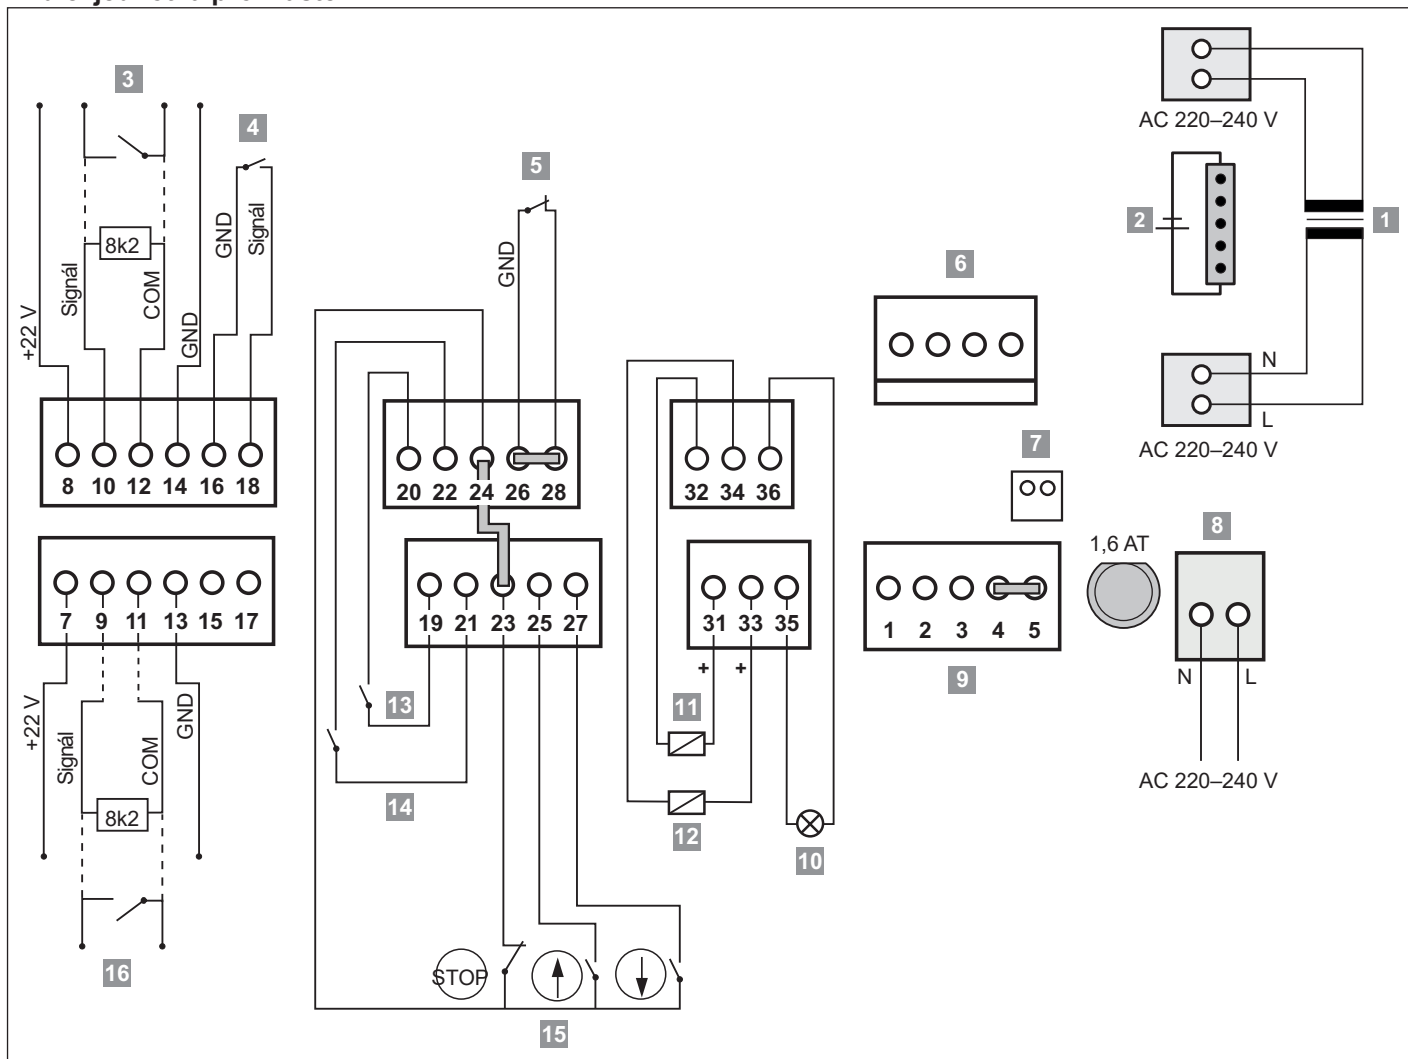 3
4
5
AC 220–240 V
2
1
8k2
GND
Signál
GND
6
+22 V
Signál
COM
GND
N
L
AC 220–240 V
7
8 10 12 14 16 18
20 22 24 26 28
32 34 36
1,6 AT
8
7 9 11 13 15 17
19 21 23 25 27
31 33 35
1 2 3 4 5
+ +
9
N L
+22 V
Signál
COM
GND
13
11
AC 220–240 V
8k2
14
12
10
16
STOP
15